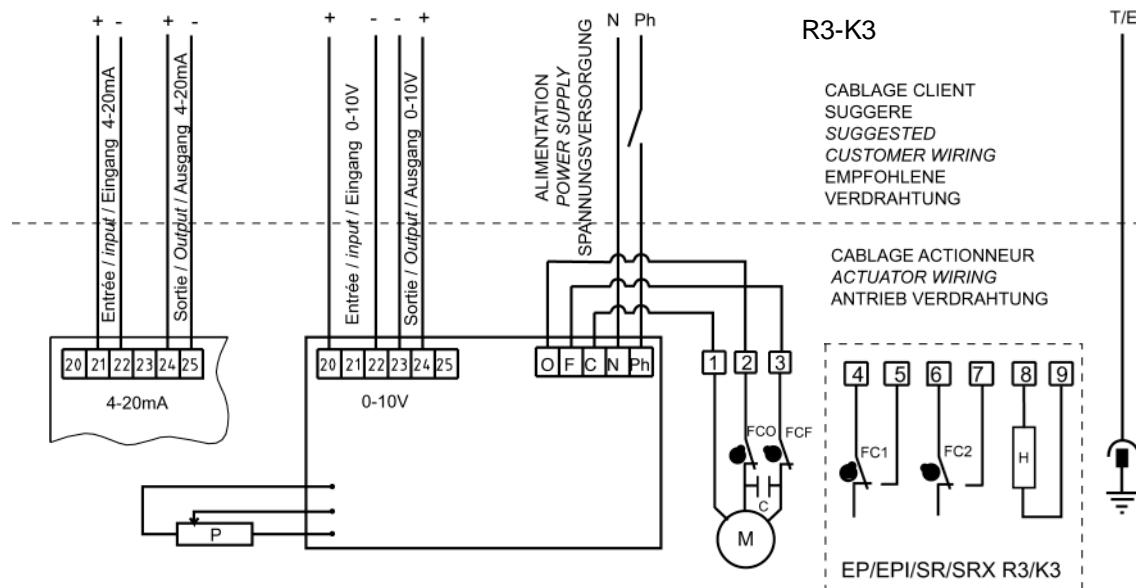 + - + - + - - + N Ph
R3-K3
T/E
Entrée / input / Eingang 4-20mA
Sortie / Output / Ausgang 4-20mA
Entrée / input / Eingang 0-10V
Sortie / Output / Ausgang 0-10V
ALIMENTATION
POWER SUPPLY
SPANNUNGSVERSORGUNG
CABLAGE CLIENT
SUGGERE
SUGGESTED
CUSTOMER WIRING
EMPFOHLENE
VERDRAHTUNG
CABLAGE ACTIONNEUR
ACTUATOR WIRING
ANTRIEB VERDRAHTUNG
20 21 22 23 24 25
4-20mA
20 21 22 23 24 25
0-10V
O F C N Ph
1 2 3
4 5 6 7 8 9
FCO FCF
FC1 FC2 H
C
M
P
EP/EPI/SR/SRX R3/K3